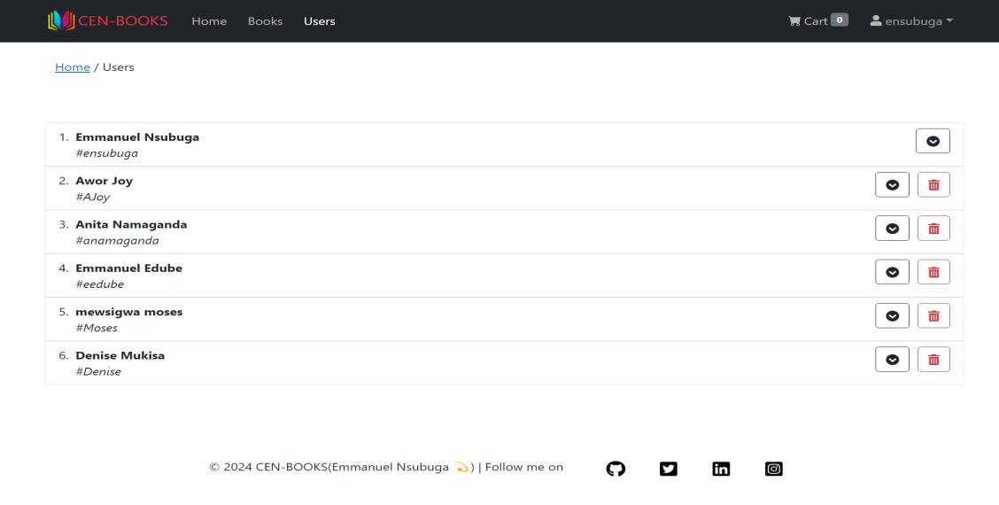 CEN-BOOKS Home Books Users Cart 0 ensubuga
Home / Users
1. Emmanuel Nsubuga
#ensubuga
2. Awor Joy
#AJoy
3. Anita Namaganda
#anamaganda
4. Emmanuel Edube
#eedube
5. mewsigwa moses
#Moses
6. Denise Mukisa
#Denise
© 2024 CEN-BOOKS(Emmanuel Nsubuga 💫) | Follow me on